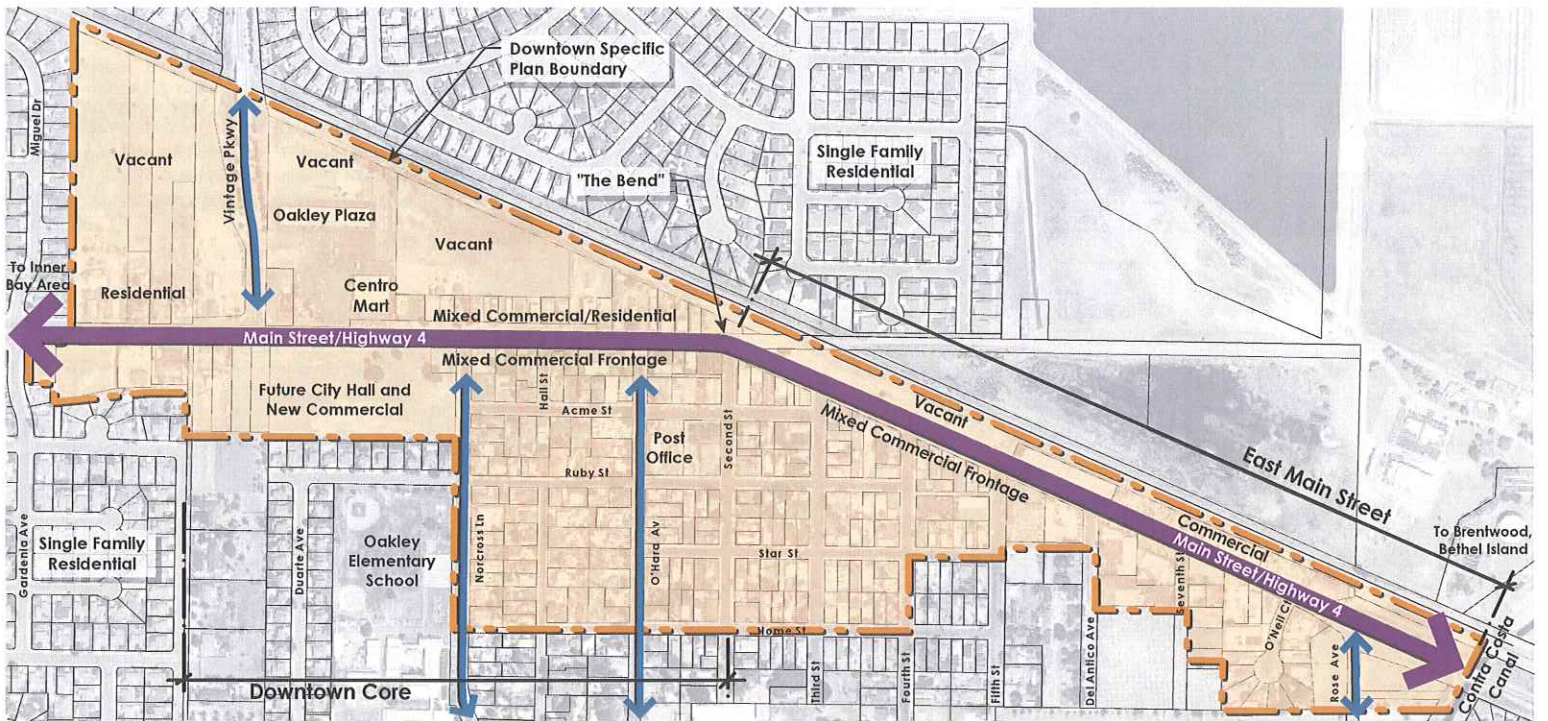 Downtown Specific
Plan Boundary
Miguel Dr
Vacant
Vintage Pkwy
Vacant
"The Bend"
Single Family
Residential
Oakley Plaza
Vacant
To Inner
Bay Area
Residential
Centro
Mart
Mixed Commercial/Residential
Main Street/Highway 4
Mixed Commercial Frontage
Future City Hall and
New Commercial
Hall St
Acme St
Second St
Post
Office
Ruby St
Vacant
Mixed Commercial Frontage
East Main Street
Commercial
Main Street/Highway 4
To Brentwood,
Bethel Island
Gardenia Ave
Single Family
Residential
Duarte Ave
Oakley
Elementary
School
Norcross Ln
O'Hara Av
Star St
Seventh St
Home St
O'Neil C
Downtown Core
Third St
Fourth St
Fifth St
Del Antico Ave
Rose Ave
Contra Costa
Canal